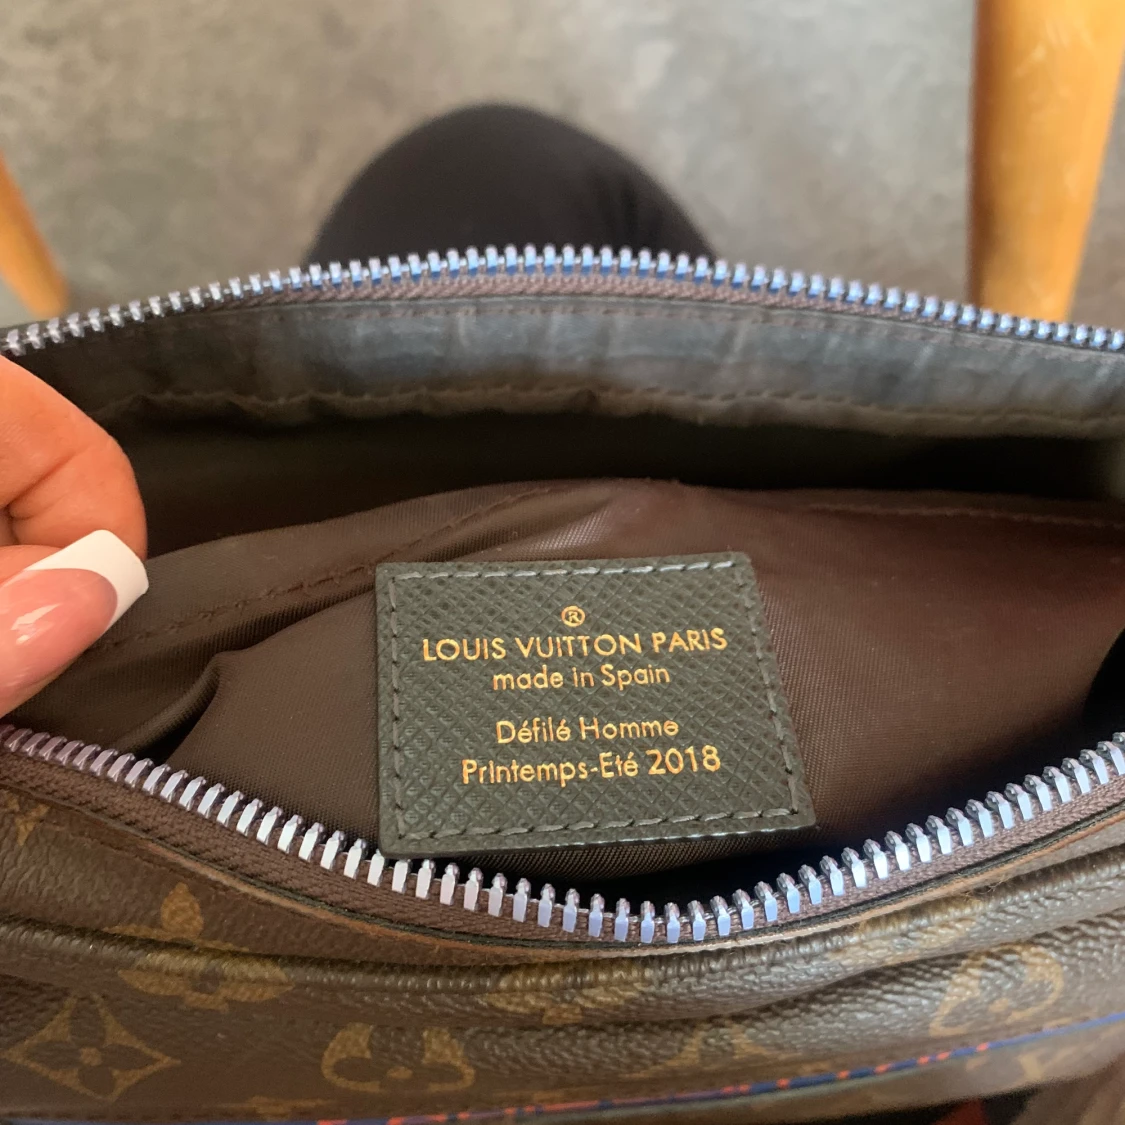 ®
LOUIS VUITTON PARIS
made in Spain
Défilé Homme
Printemps-Eté 2018